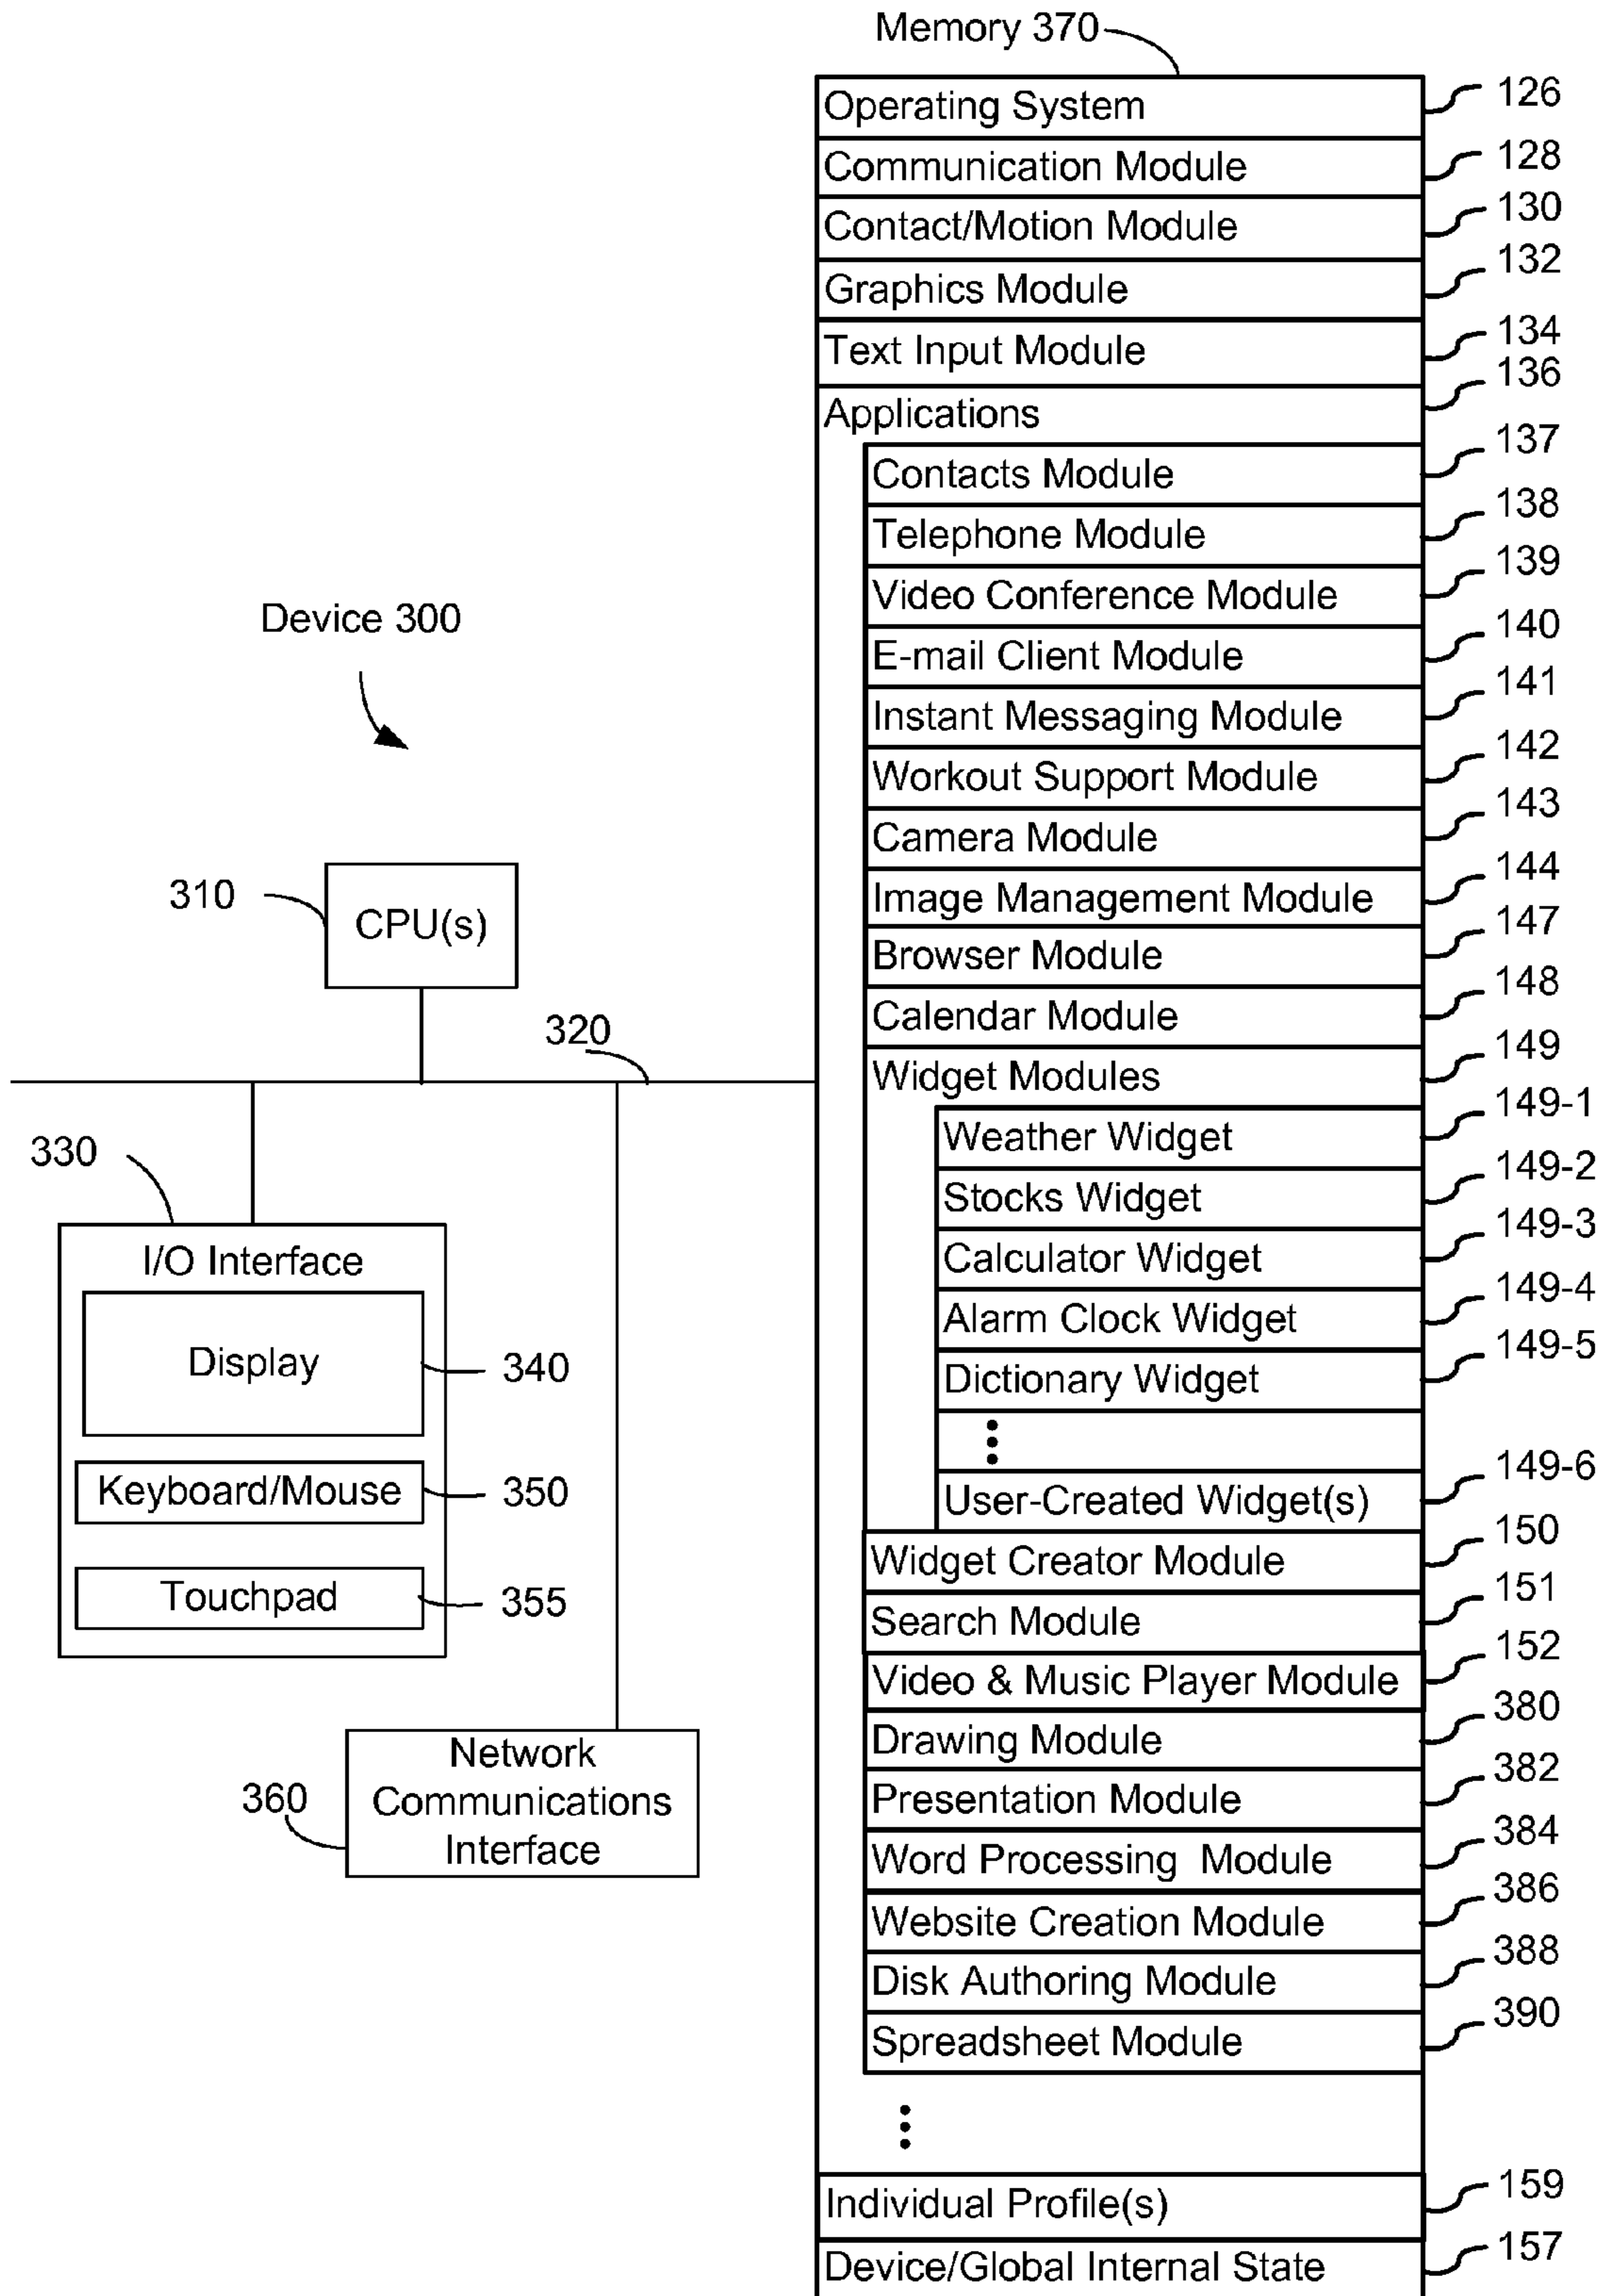 Memory 370
Operating System 126
Communication Module 128
Contact/Motion Module 130
Graphics Module 132
Text Input Module 134
Applications 136
Contacts Module 137
Telephone Module 138
Video Conference Module 139
E-mail Client Module 140
Instant Messaging Module 141
Workout Support Module 142
Camera Module 143
Image Management Module 144
Browser Module 147
Calendar Module 148
Widget Modules 149
Weather Widget 149-1
Stocks Widget 149-2
Calculator Widget 149-3
Alarm Clock Widget 149-4
Dictionary Widget 149-5
User-Created Widget(s) 149-6
Widget Creator Module 150
Search Module 151
Video & Music Player Module 152
Drawing Module 380
Presentation Module 382
Word Processing Module 384
Website Creation Module 386
Disk Authoring Module 388
Spreadsheet Module 390
Individual Profile(s) 159
Device/Global Internal State 157
Device 300
310
CPU(s)
320
330
I/O Interface
Display 340
Keyboard/Mouse 350
Touchpad 355
360
Network
Communications
Interface